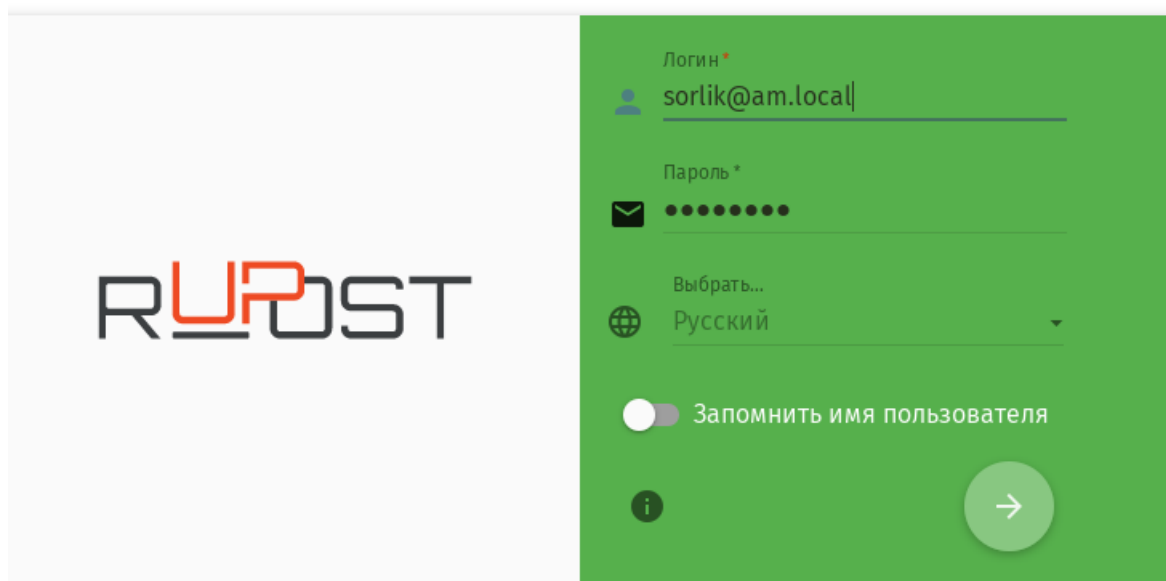 RUPOST
Логин*
sorlik@am.local
Пароль*
••••••••
Выбрать...
Русский
Запомнить имя пользователя